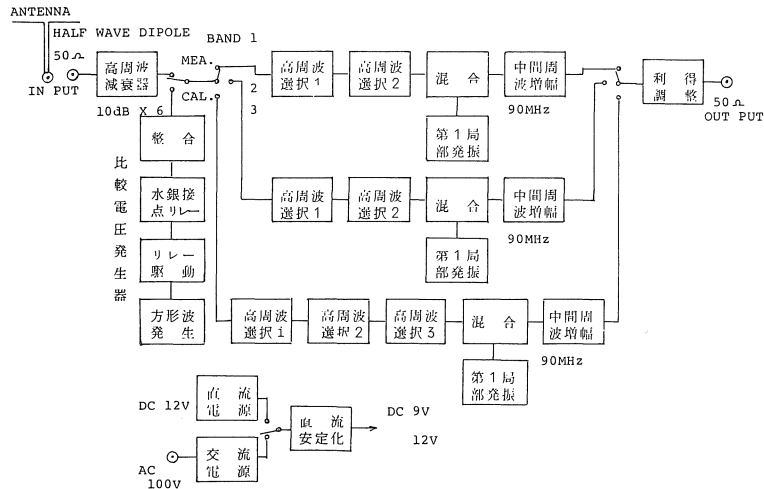 ANTENNA
HALF WAVE DIPOLE
BAND 1
50Ω
IN PUT
高周波
減衰器
10dB X 6
MEA.
CAL.
2
3
高周波
選択1
高周波
選択2
混 合
中間周
波増幅
90MHz
第1局
部発振
利 得
調 整
50Ω
OUT PUT
比較電圧発生器
整 合
水銀接
点リレー
リレー
駆 動
方形波
発 生
高周波
選択1
高周波
選択2
混 合
中間周
波増幅
90MHz
第1局
部発振
高周波
選択1
高周波
選択2
高周波
選択3
混 合
中間周
波増幅
90MHz
第1局
部発振
DC 12V
直 流
電 源
AC
100V
交 流
電 源
直 流
安定化
DC 9V
12V